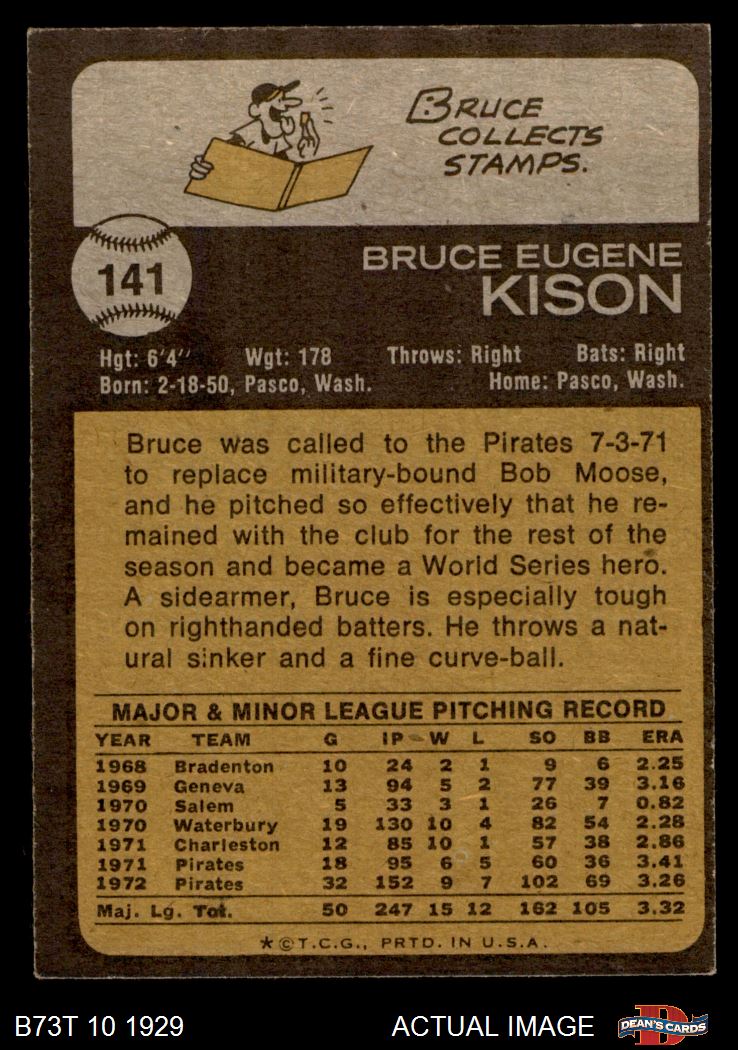 BRUCE
COLLECTS
STAMPS.
141
BRUCE EUGENE
KISON
Hgt: 6'4" Wgt: 178 Throws: Right Bats: Right
Born: 2-18-50, Pasco, Wash. Home: Pasco, Wash.
Bruce was called to the Pirates 7-3-71
to replace military-bound Bob Moose,
and he pitched so effectively that he re-
mained with the club for the rest of the
season and became a World Series hero.
A sidearmer, Bruce is especially tough
on righthanded batters. He throws a nat-
ural sinker and a fine curve-ball.
MAJOR & MINOR LEAGUE PITCHING RECORD
YEAR TEAM G IP W L SO BB ERA
1968 Bradenton 10 24 2 1 9 6 2.25
1969 Geneva 13 94 5 2 77 39 3.16
1970 Salem 5 33 3 1 26 7 0.82
1970 Waterbury 19 130 10 4 82 54 2.28
1971 Charleston 12 85 10 1 57 38 2.86
1971 Pirates 18 95 6 5 60 36 3.41
1972 Pirates 32 152 9 7 102 69 3.26
Maj. Lg. Tot. 50 247 15 12 162 105 3.32
★©T.C.G., PRTD. IN U.S.A.
B73T 10 1929 ACTUAL IMAGE DEAN'S CARDS